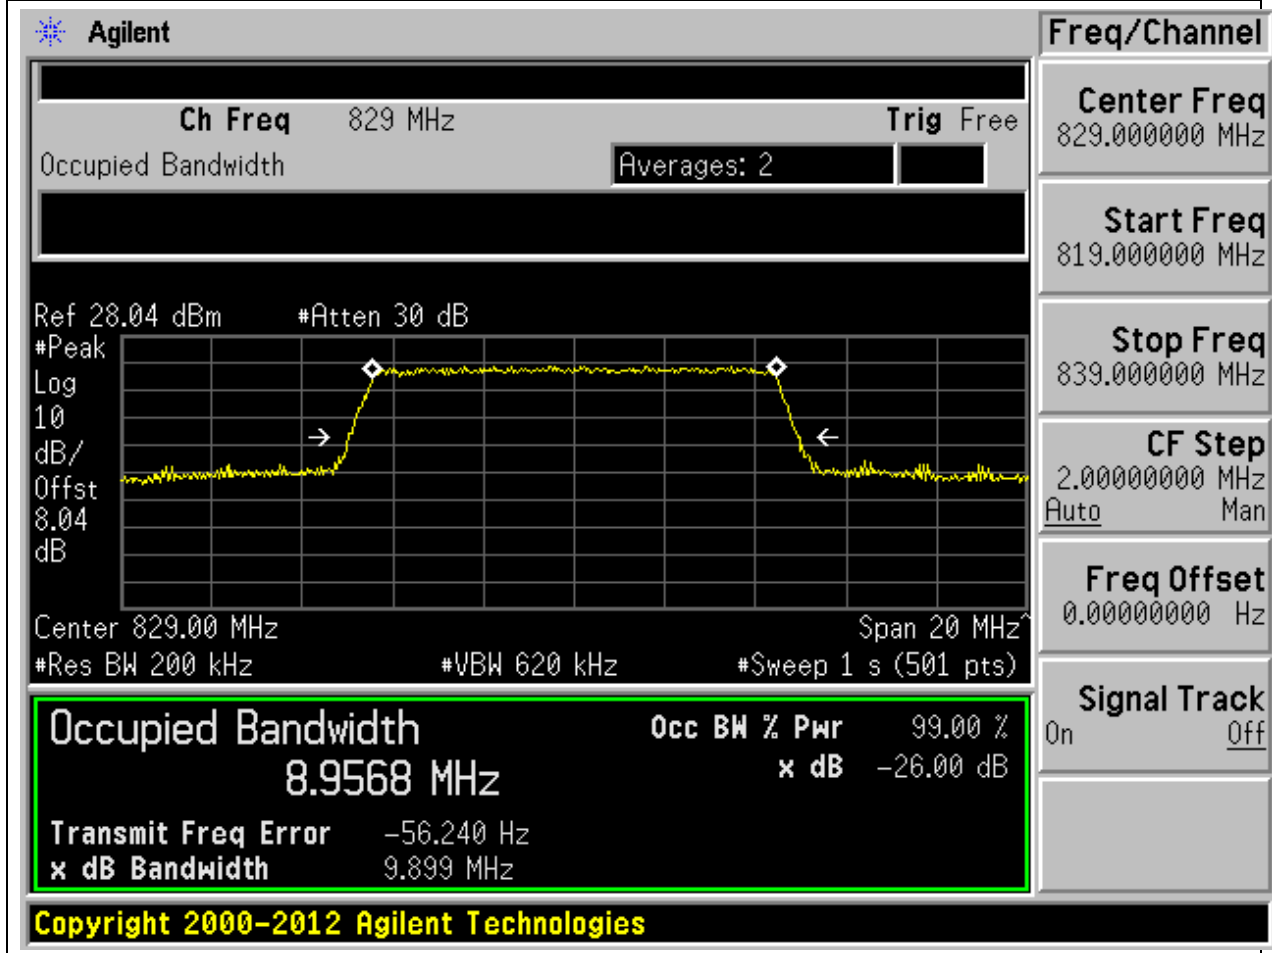 Agilent
Freq/Channel
Ch Freq 829 MHz Trig Free
Occupied Bandwidth Averages: 2
Center Freq
829.000000 MHz
Start Freq
819.000000 MHz
Stop Freq
839.000000 MHz
CF Step
2.00000000 MHz
Auto Man
Freq Offset
0.00000000 Hz
Signal Track
On Off
Ref 28.04 dBm #Atten 30 dB
#Peak
Log
10
dB/
Offst
8.04
dB
Center 829.00 MHz Span 20 MHz^
#Res BW 200 kHz #VBW 620 kHz #Sweep 1 s (501 pts)
Occupied Bandwidth Occ BW % Pwr 99.00 %
8.9568 MHz x dB -26.00 dB
Transmit Freq Error -56.240 Hz
x dB Bandwidth 9.899 MHz
Copyright 2000-2012 Agilent Technologies